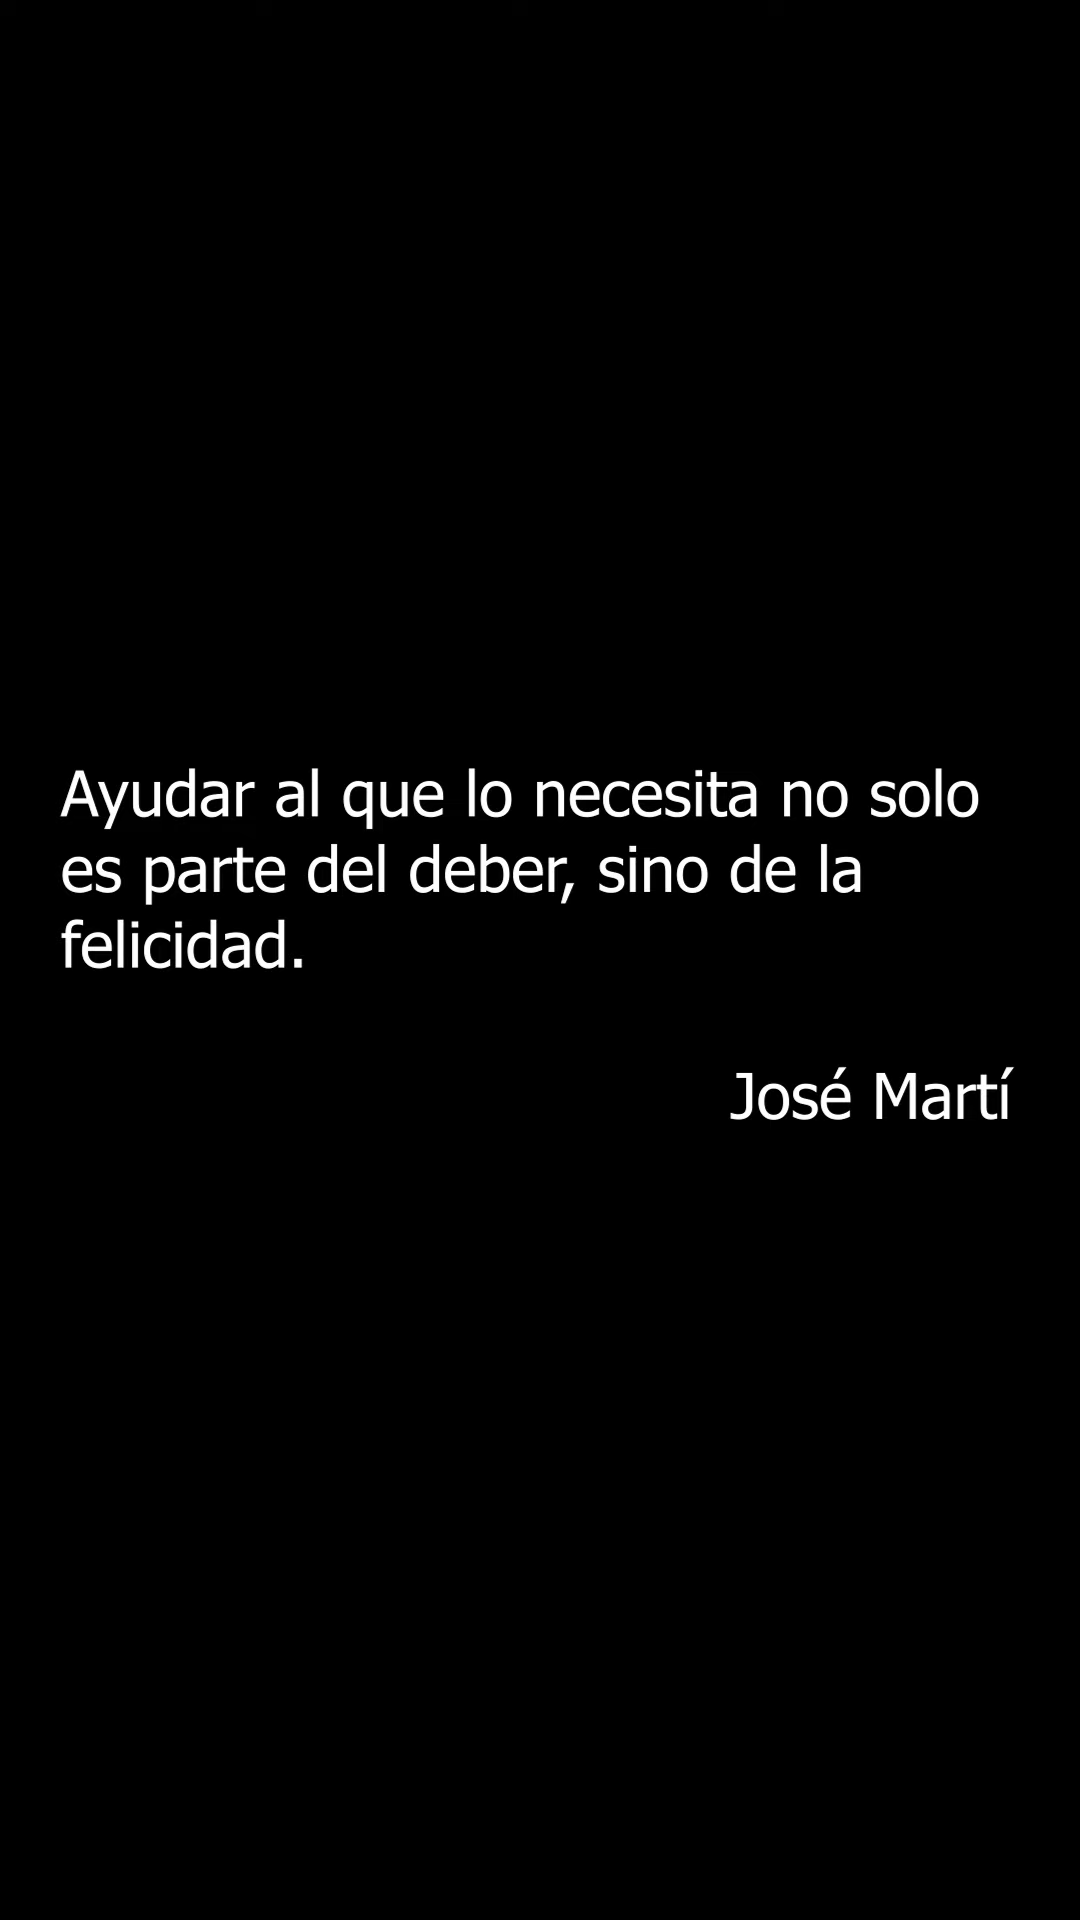 Ayudar al que lo necesita no solo
es parte del deber, sino de la
felicidad.
José Martí